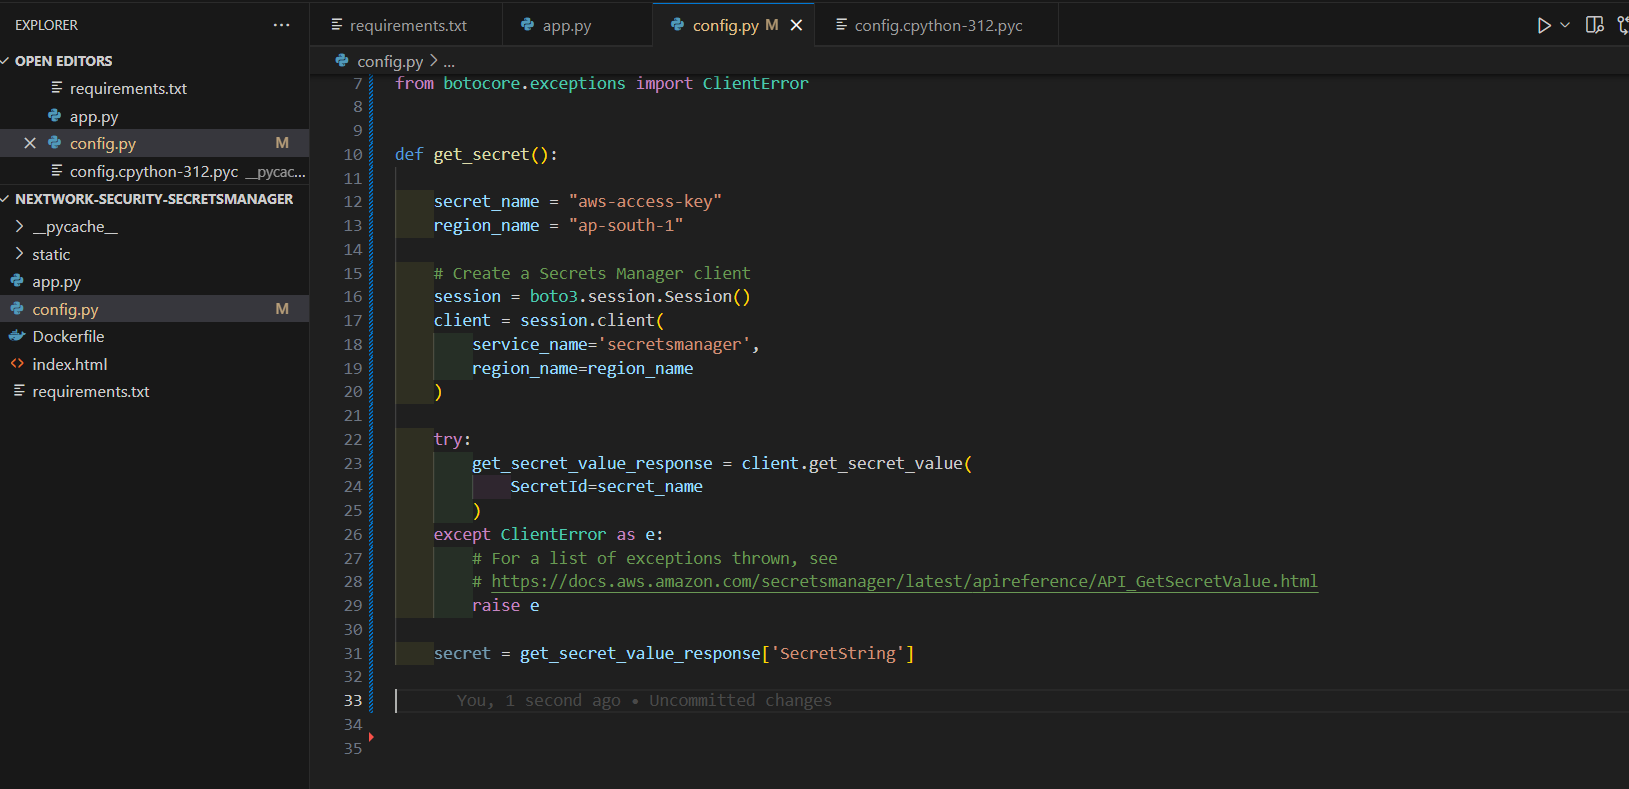 EXPLORER
OPEN EDITORS
requirements.txt
app.py
config.py M
config.cpython-312.pyc __pycac...
NEXTWORK-SECURITY-SECRETSMANAGER
__pycache__
static
app.py
config.py M
Dockerfile
index.html
requirements.txt
requirements.txt app.py config.py M config.cpython-312.pyc
config.py > ...
7 from botocore.exceptions import ClientError
8
9
10 def get_secret():
11
12 secret_name = "aws-access-key"
13 region_name = "ap-south-1"
14
15 # Create a Secrets Manager client
16 session = boto3.session.Session()
17 client = session.client(
18 service_name='secretsmanager',
19 region_name=region_name
20 )
21
22 try:
23 get_secret_value_response = client.get_secret_value(
24 SecretId=secret_name
25 )
26 except ClientError as e:
27 # For a list of exceptions thrown, see
28 # https://docs.aws.amazon.com/secretsmanager/latest/apireference/API_GetSecretValue.html
29 raise e
30
31 secret = get_secret_value_response['SecretString']
32
33 You, 1 second ago • Uncommitted changes
34
35